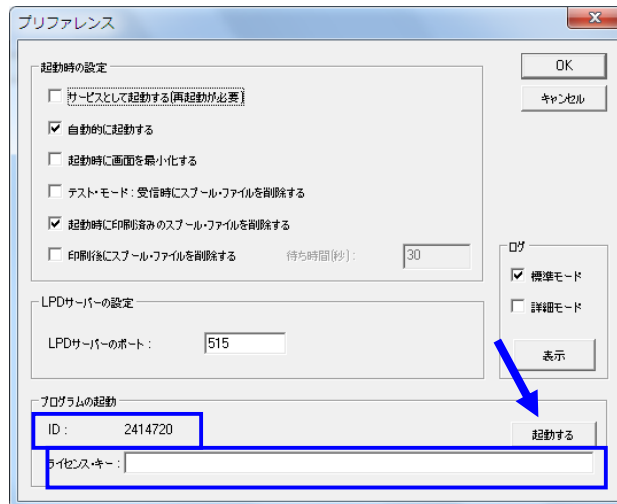 プリファレンス
起動時の設定
サービスとして起動する(再起動が必要)
自動的に起動する
起動時に画面を最小化する
テスト・モード:受信時にスプール・ファイルを削除する
起動時に印刷済みのスプール・ファイルを削除する
印刷後にスプール・ファイルを削除する 待ち時間(秒): 30
OK
キャンセル
ログ
標準モード
詳細モード
表示
LPDサーバーの設定
LPDサーバーのポート: 515
プログラムの起動
ID: 2414720
起動する
ライセンス・キー: